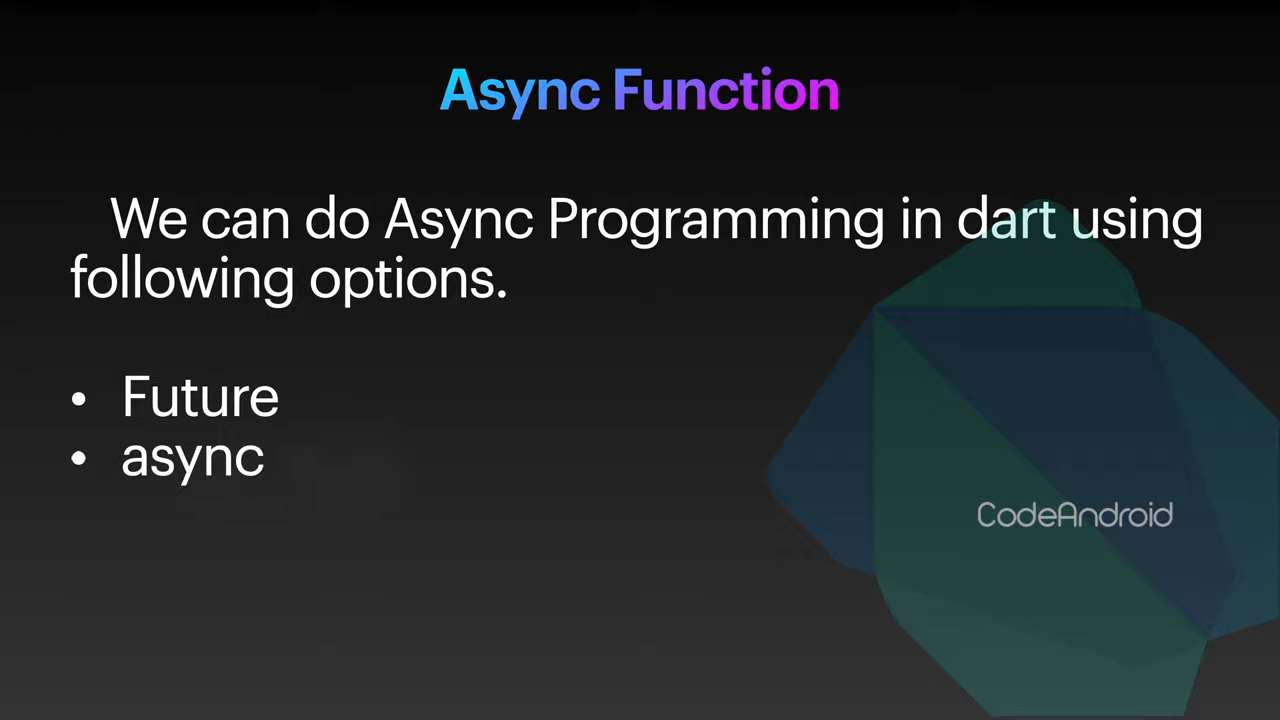 Async Function
We can do Async Programming in dart using
following options.
• Future
• async
CodeAndroid